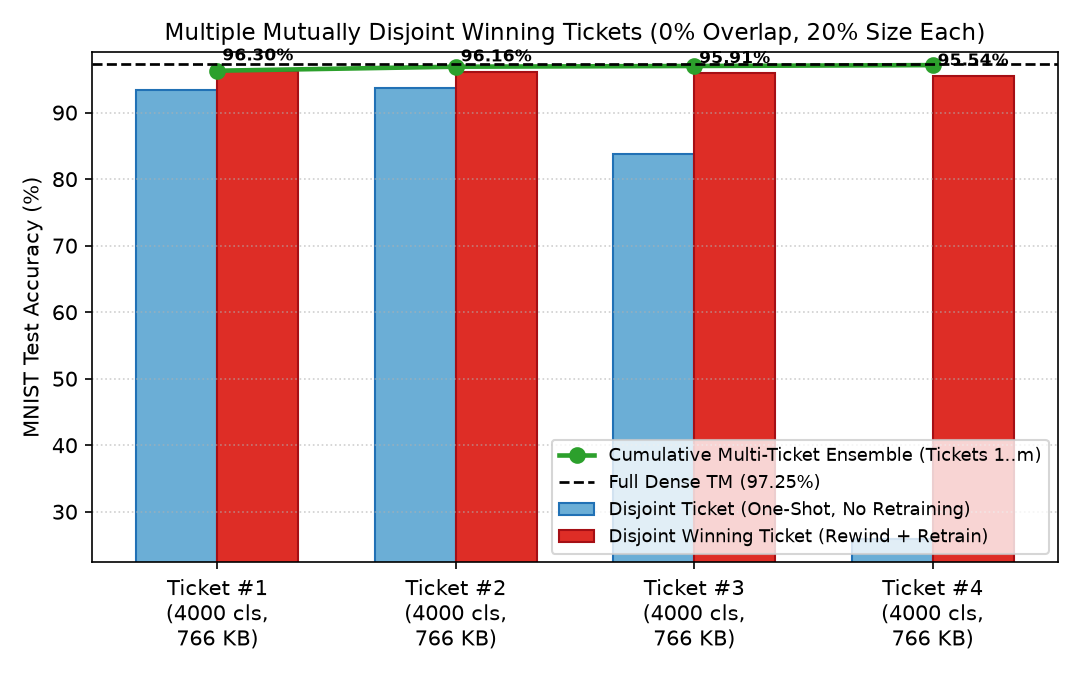 Multiple Mutually Disjoint Winning Tickets (0% Overlap, 20% Size Each)
96.30%
96.16%
95.91%
95.54%
MNIST Test Accuracy (%)
90
80
70
60
50
40
30
Cumulative Multi-Ticket Ensemble (Tickets 1..m)
Full Dense TM (97.25%)
Disjoint Ticket (One-Shot, No Retraining)
Disjoint Winning Ticket (Rewind + Retrain)
Ticket #1
(4000 cls,
766 KB)
Ticket #2
(4000 cls,
766 KB)
Ticket #3
(4000 cls,
766 KB)
Ticket #4
(4000 cls,
766 KB)